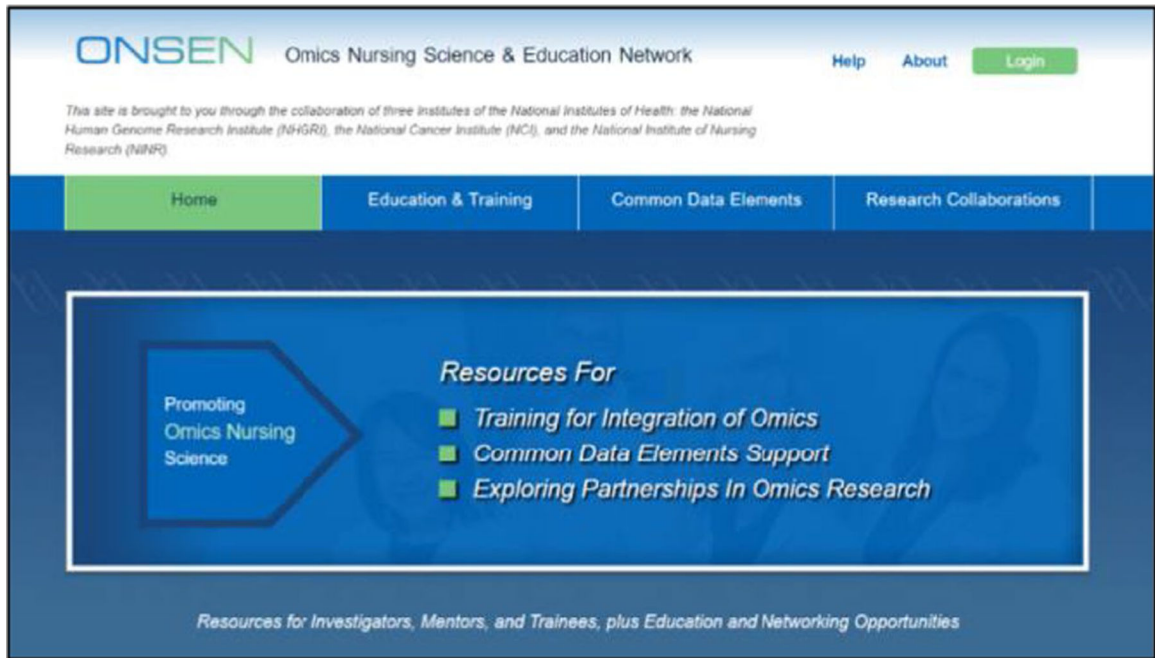 ONSEN Omics Nursing Science & Education Network
Help About Login
This site is brought to you through the collaboration of three Institutes of the National Institutes of Health: the National
Human Genome Research Institute (NHGRI), the National Cancer Institute (NCI), and the National Institute of Nursing
Research (NINR)
Home Education & Training Common Data Elements Research Collaborations
Promoting
Omics Nursing
Science
Resources For
Training for Integration of Omics
Common Data Elements Support
Exploring Partnerships In Omics Research
Resources for Investigators, Mentors, and Trainees, plus Education and Networking Opportunities